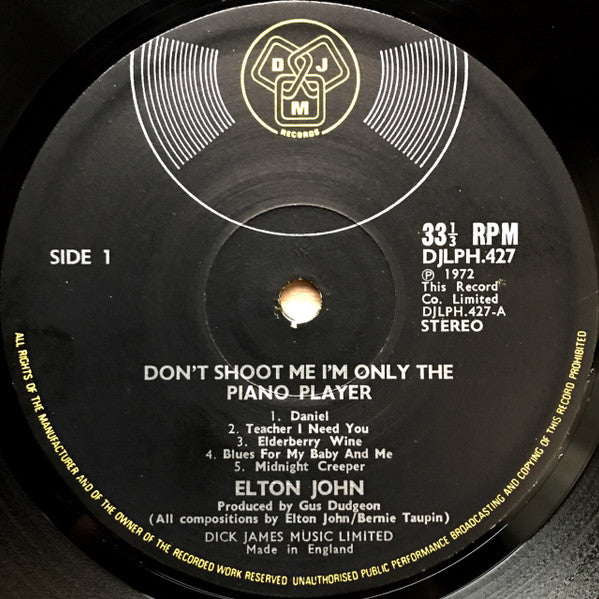 D J
M
RECORDS
SIDE 1
33⅓ RPM
DJLPH.427
Ⓟ 1972
This Record
Co. Limited
DJLPH.427-A
STEREO
DON'T SHOOT ME I'M ONLY THE
PIANO PLAYER
1. Daniel
2. Teacher I Need You
3. Elderberry Wine
4. Blues For My Baby And Me
5. Midnight Creeper
ELTON JOHN
Produced by Gus Dudgeon
(All compositions by Elton John/Bernie Taupin)
DICK JAMES MUSIC LIMITED
Made in England
ALL RIGHTS OF THE MANUFACTURER AND OF THE OWNER OF THE RECORDED WORK RESERVED UNAUTHORISED PUBLIC PERFORMANCE BROADCASTING AND COPYING OF THIS RECORD PROHIBITED